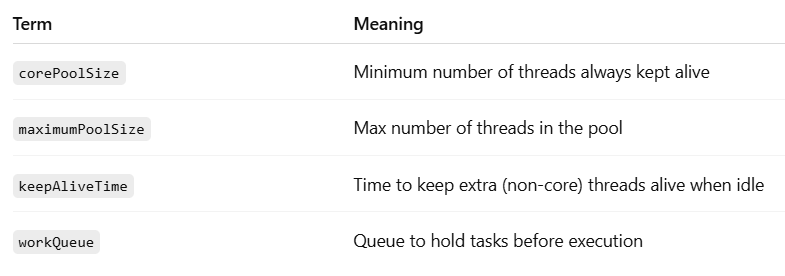 Term Meaning
corePoolSize Minimum number of threads always kept alive
maximumPoolSize Max number of threads in the pool
keepAliveTime Time to keep extra (non-core) threads alive when idle
workQueue Queue to hold tasks before execution